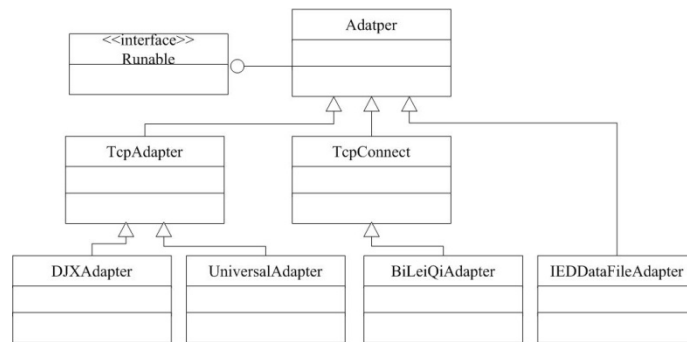 <<interface>>
Runable
Adatper
TcpAdapter
TcpConnect
DJXAdapter
UniversalAdapter
BiLeiQiAdapter
IEDDataFileAdapter